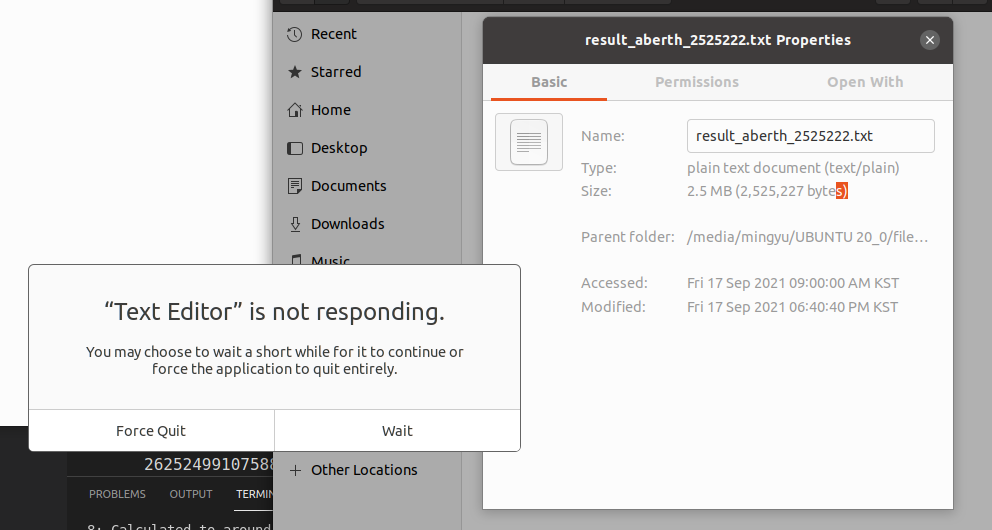 Recent
Starred
Home
Desktop
Documents
Downloads
Music
Other Locations
result_aberth_2525222.txt Properties
Basic
Permissions
Open With
Name:
result_aberth_2525222.txt
Type:
plain text document (text/plain)
Size:
2.5 MB (2,525,227 bytes)
Parent folder:
/media/mingyu/UBUNTU 20_0/file…
Accessed:
Fri 17 Sep 2021 09:00:00 AM KST
Modified:
Fri 17 Sep 2021 06:40:40 PM KST
“Text Editor” is not responding.
You may choose to wait a short while for it to continue or
force the application to quit entirely.
Force Quit
Wait
26252499107588
PROBLEMS
OUTPUT
TERMIN
8: Calculated to around